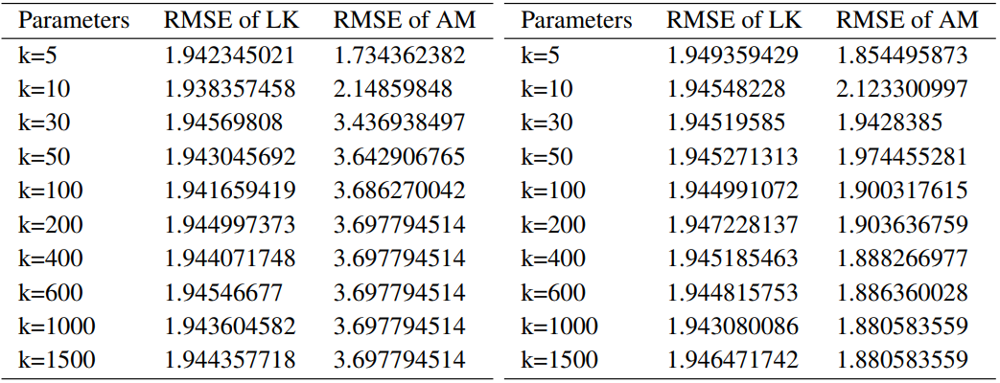 Parameters RMSE of LK RMSE of AM Parameters RMSE of LK RMSE of AM
k=5 1.942345021 1.734362382 k=5 1.949359429 1.854495873
k=10 1.938357458 2.14859848 k=10 1.94548228 2.123300997
k=30 1.94569808 3.436938497 k=30 1.94519585 1.9428385
k=50 1.943045692 3.642906765 k=50 1.945271313 1.974455281
k=100 1.941659419 3.686270042 k=100 1.944991072 1.900317615
k=200 1.944997373 3.697794514 k=200 1.947228137 1.903636759
k=400 1.944071748 3.697794514 k=400 1.945185463 1.888266977
k=600 1.94546677 3.697794514 k=600 1.944815753 1.886360028
k=1000 1.943604582 3.697794514 k=1000 1.943080086 1.880583559
k=1500 1.944357718 3.697794514 k=1500 1.946471742 1.880583559